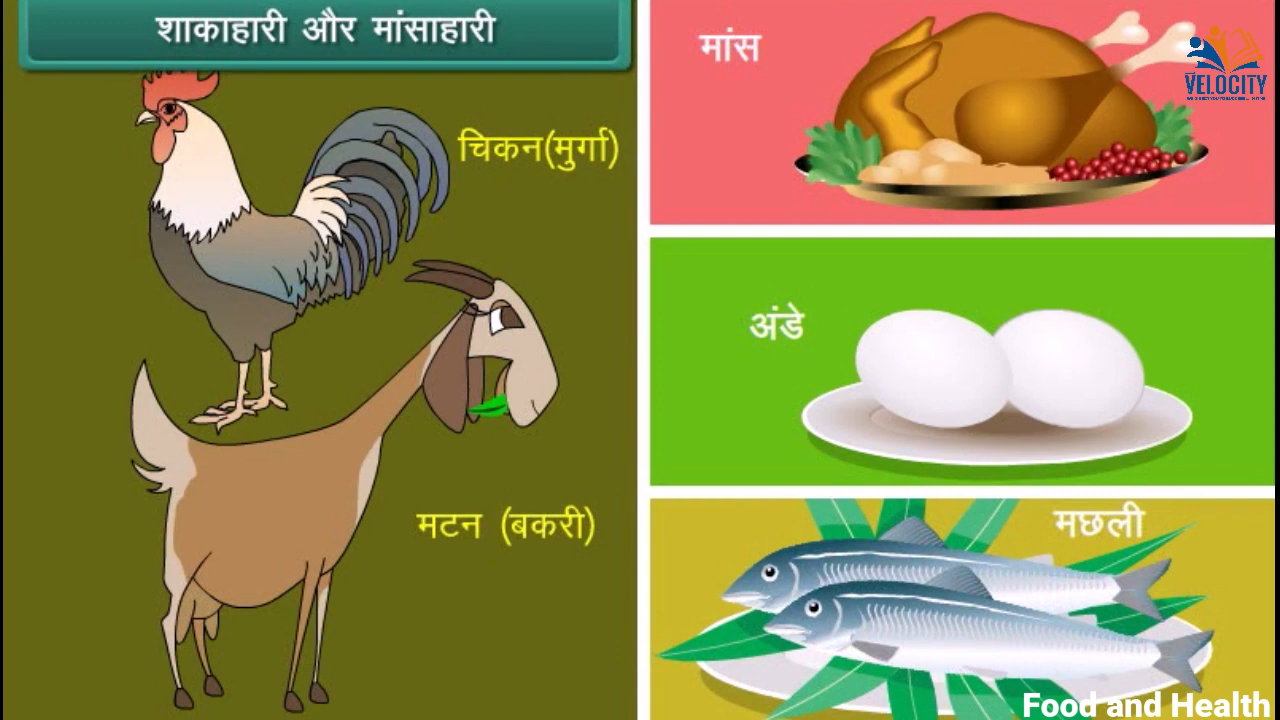 शाकाहारी और मांसाहारी
चिकन(मुर्गा)
मटन (बकरी)
मांस
VELOCITY
अंडे
मछली
Food and Health